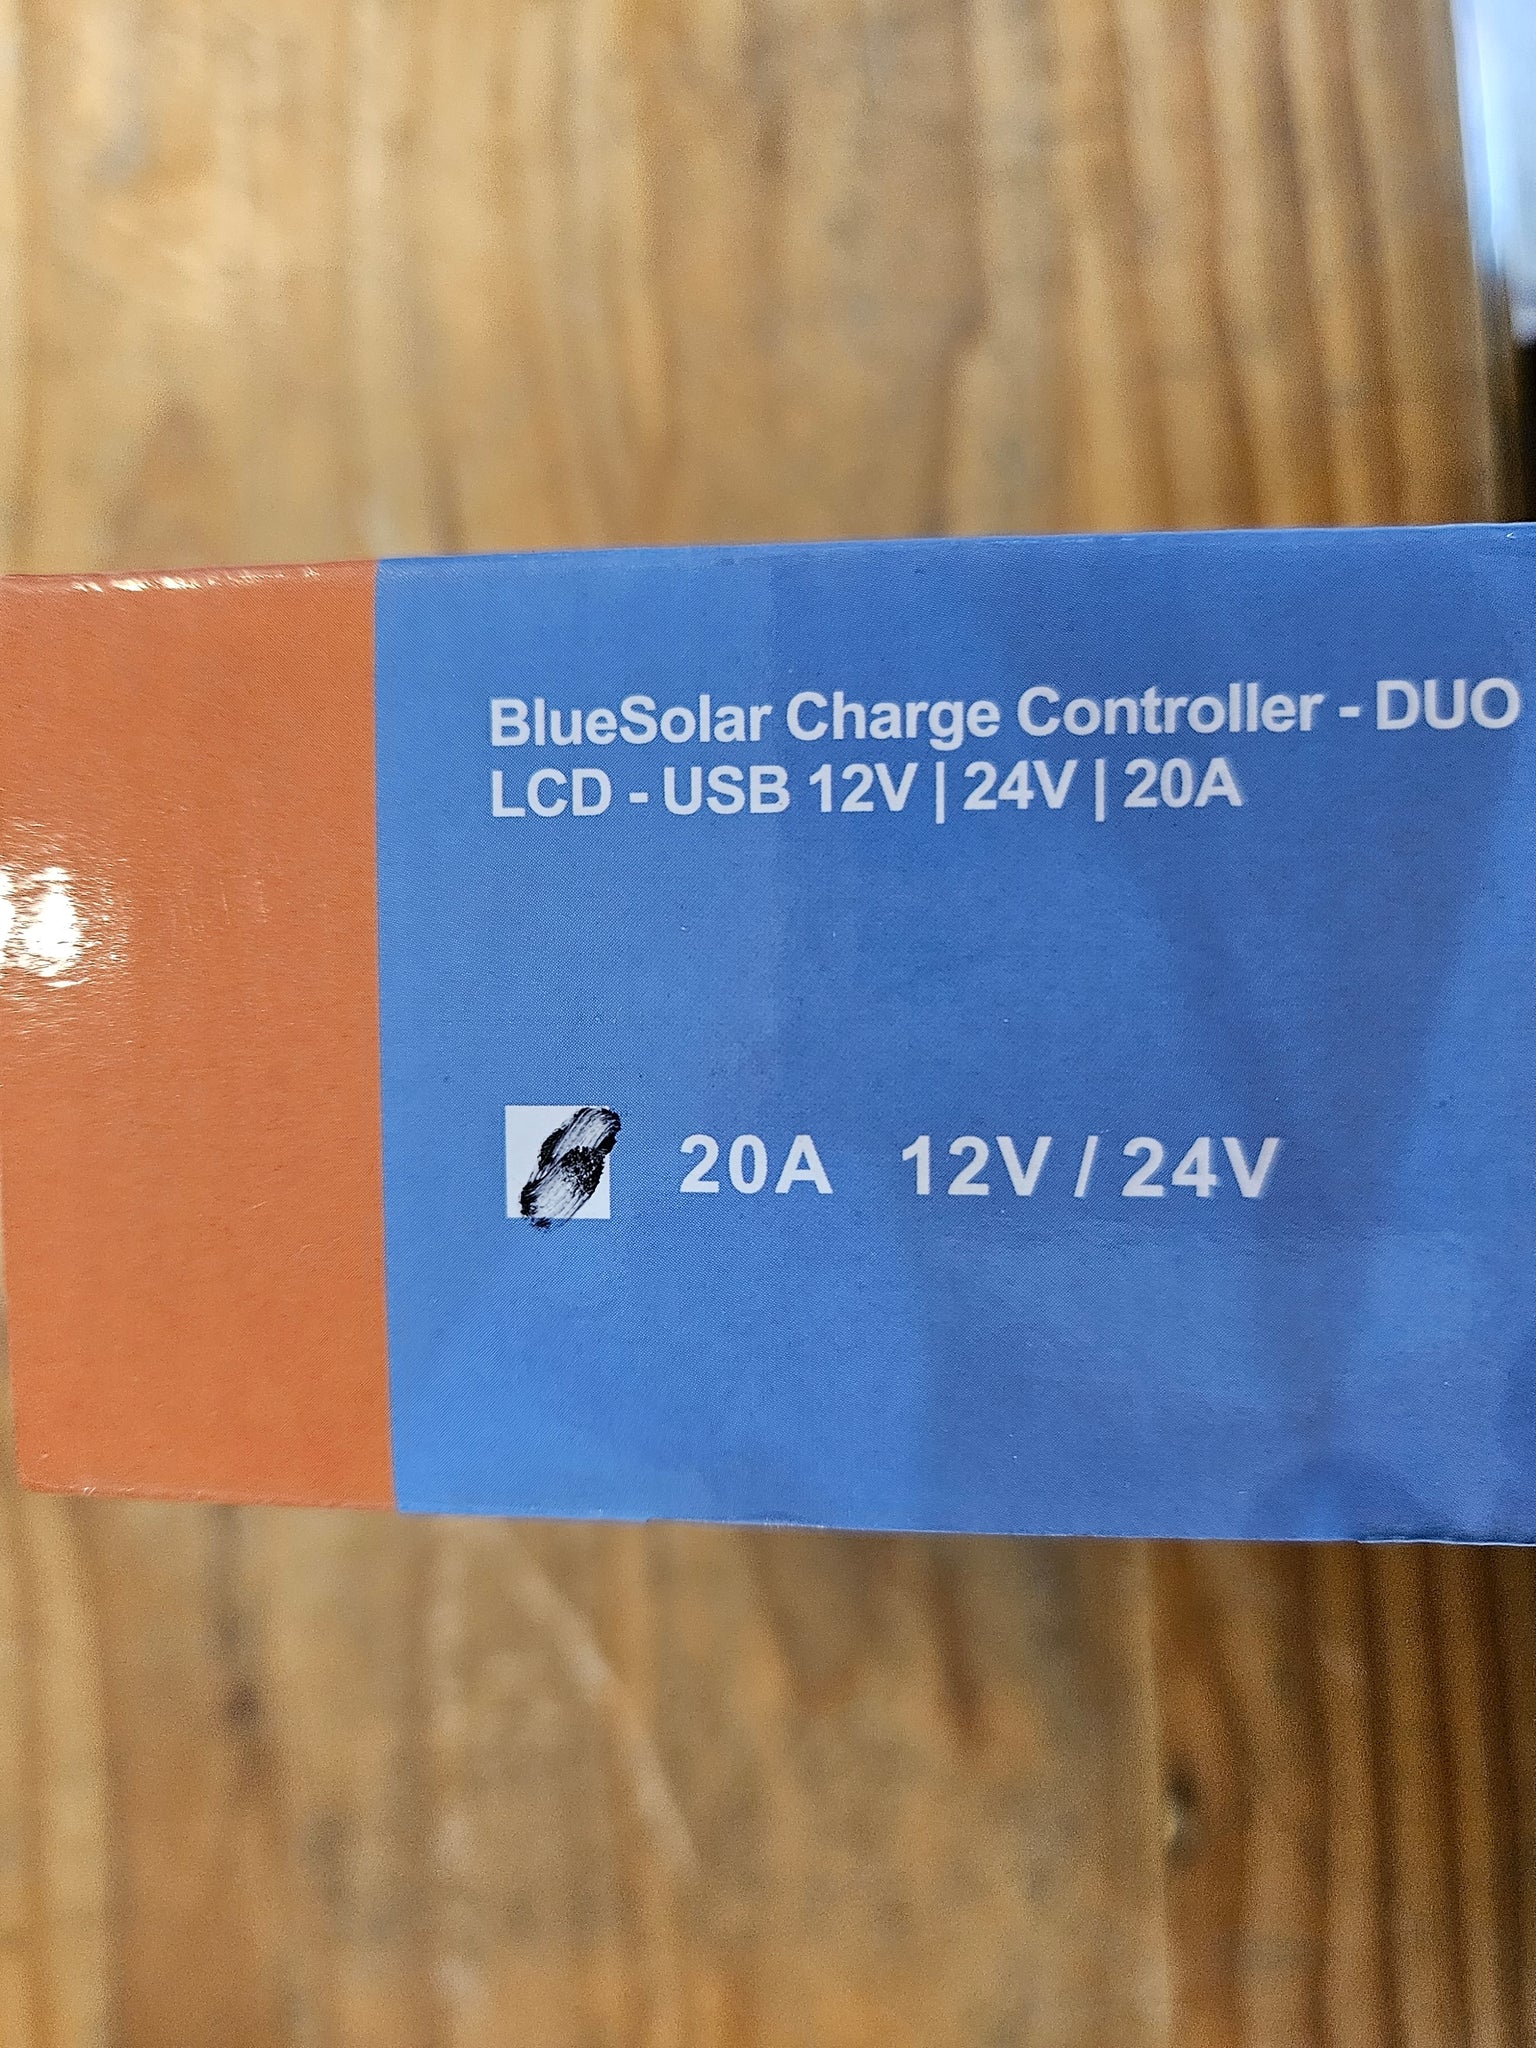 BlueSolar Charge Controller - DUO
LCD - USB 12V | 24V | 20A
20A 12V / 24V